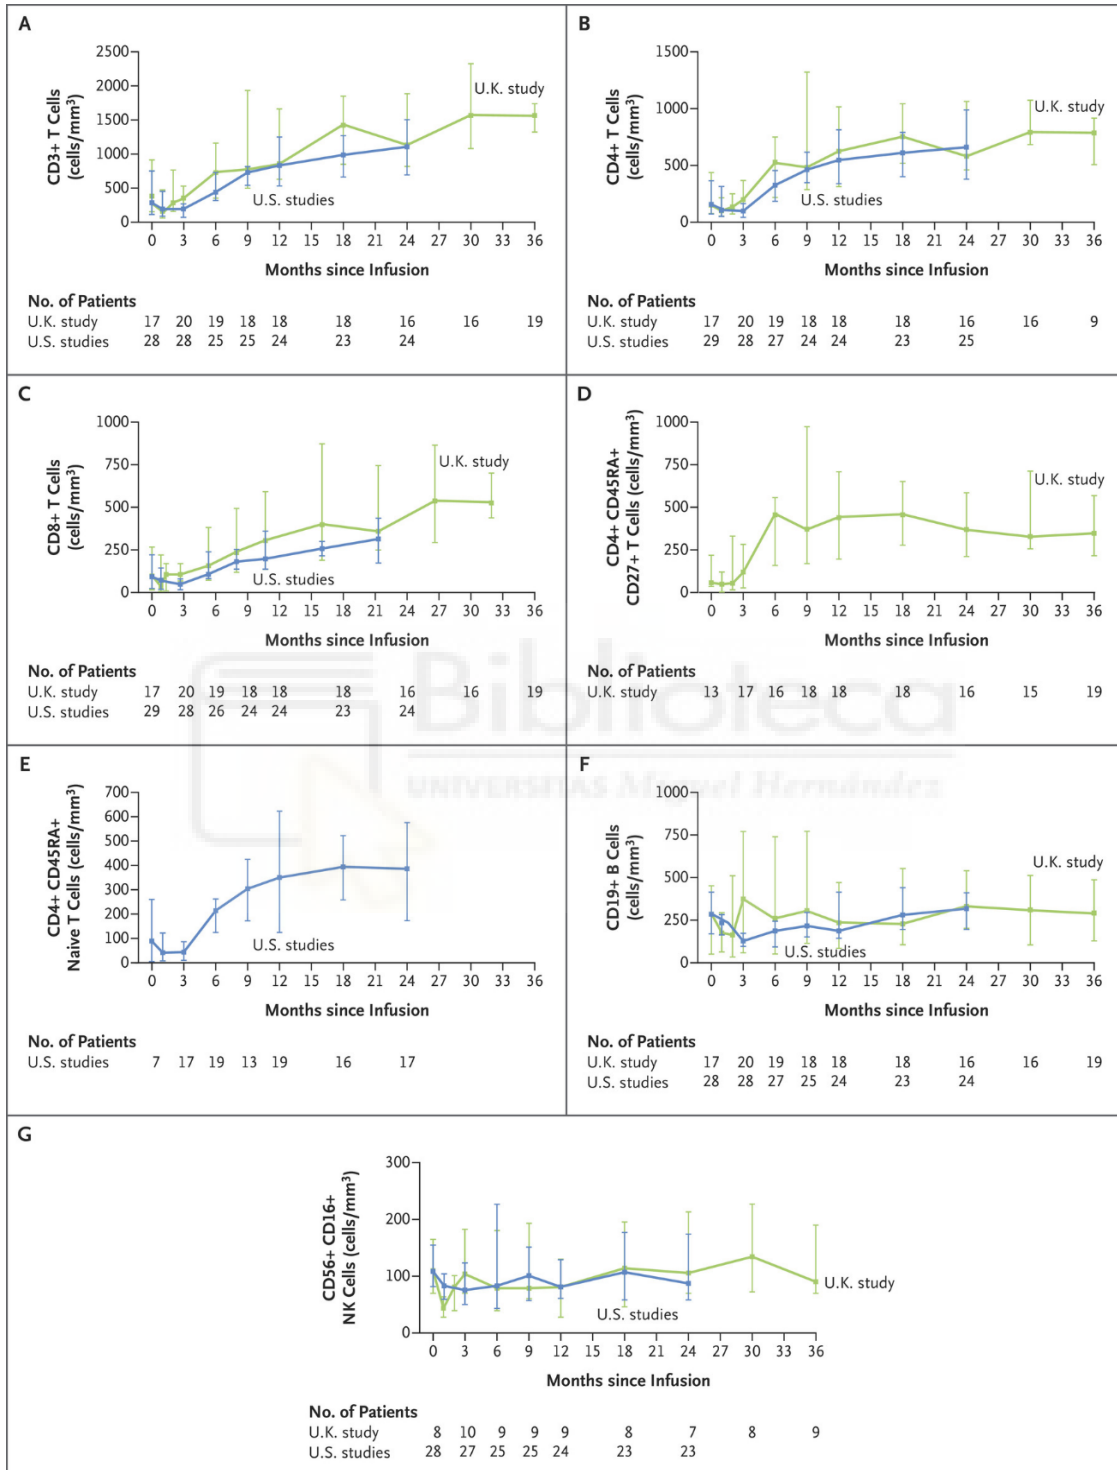 A
CD3+ T Cells
(cells/mm³)
2500
2000
1500
1000
500
0
U.K. study
U.S. studies
0 3 6 9 12 15 18 21 24 27 30 33 36
Months since Infusion
No. of Patients
U.K. study 17 20 19 18 18 18 16 16 19
U.S. studies 28 28 25 25 24 23 24
B
CD4+ T Cells
(cells/mm³)
1500
1000
500
0
U.K. study
U.S. studies
0 3 6 9 12 15 18 21 24 27 30 33 36
Months since Infusion
No. of Patients
U.K. study 17 20 19 18 18 18 16 16 9
U.S. studies 29 28 27 24 24 23 25
C
CD8+ T Cells
(cells/mm³)
1000
750
500
250
0
U.K. study
U.S. studies
0 3 6 9 12 15 18 21 24 27 30 33 36
Months since Infusion
No. of Patients
U.K. study 17 20 19 18 18 18 16 16 19
U.S. studies 29 28 26 24 24 23 24
D
CD4+ CD45RA+
CD27+ T Cells (cells/mm³)
1000
750
500
250
0
U.K. study
0 3 6 9 12 15 18 21 24 27 30 33 36
Months since Infusion
No. of Patients
U.K. study 13 17 16 18 18 18 16 15 19
Biblioteca
UNIVERSITAS Miguel Hernández
E
CD4+ CD45RA+
Naive T Cells (cells/mm³)
700
600
500
400
300
200
100
0
U.S. studies
0 3 6 9 12 15 18 21 24 27 30 33 36
Months since Infusion
No. of Patients
U.S. studies 7 17 19 13 19 16 17
F
CD19+ B Cells
(cells/mm³)
1000
750
500
250
0
U.K. study
U.S. studies
0 3 6 9 12 15 18 21 24 27 30 33 36
Months since Infusion
No. of Patients
U.K. study 17 20 19 18 18 18 16 16 19
U.S. studies 28 28 27 25 24 23 24
G
CD56+ CD16+
NK Cells (cells/mm³)
300
200
100
0
U.K. study
U.S. studies
0 3 6 9 12 15 18 21 24 27 30 33 36
Months since Infusion
No. of Patients
U.K. study 8 10 9 9 9 8 7 8 9
U.S. studies 28 27 25 25 24 23 23